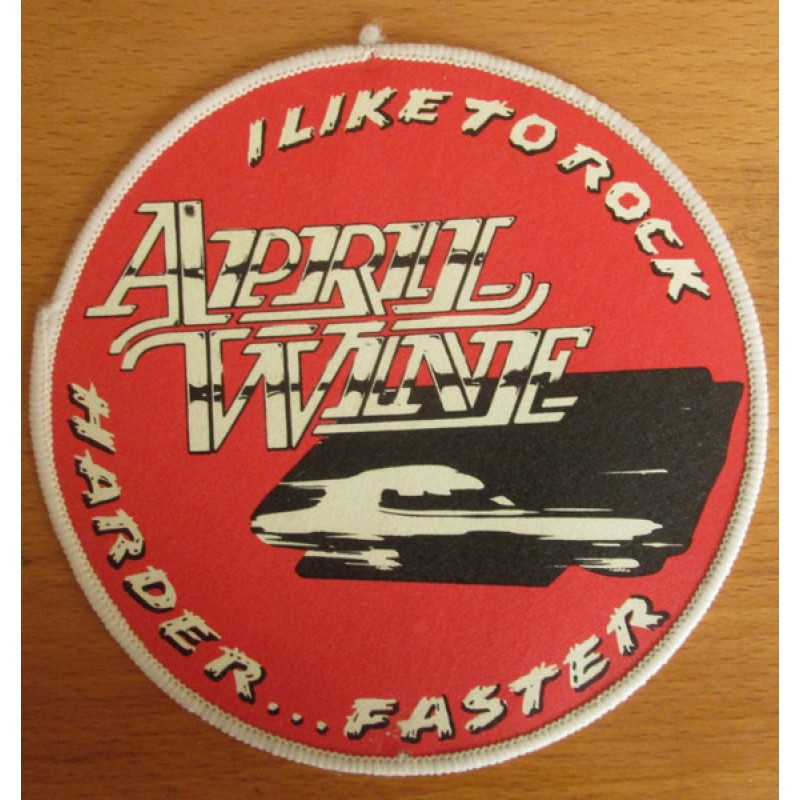 I LIKE TO ROCK
APRIL
WINE
HARDER...FASTER